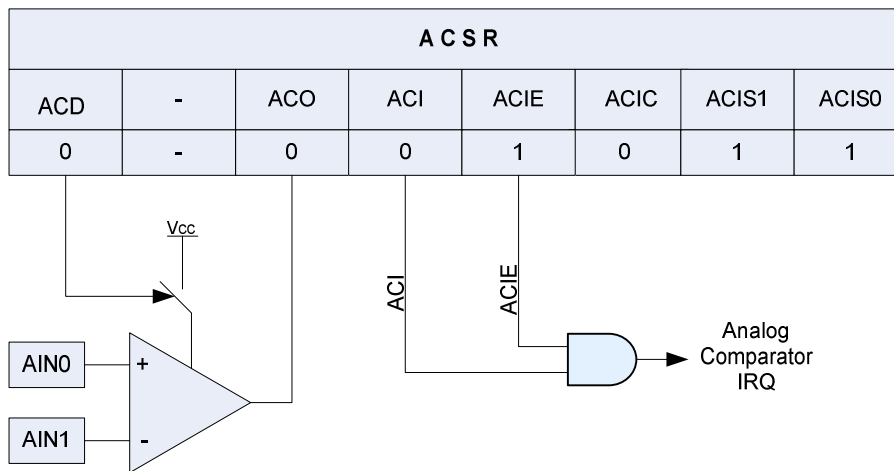 A C S R
ACD - ACO ACI ACIE ACIC ACIS1 ACIS0
0 - 0 0 1 0 1 1
Vcc
ACI
ACIE
AIN0
+
AIN1
-
Analog
Comparator
IRQ